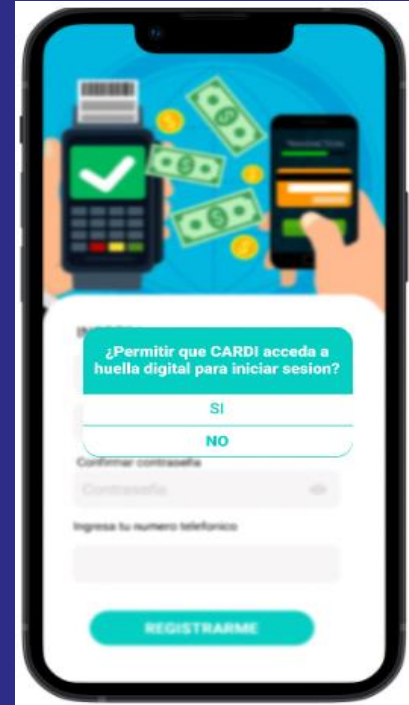 ¿Permitir que CARDI acceda a
huella digital para iniciar sesion?
SI
NO
Confirmar contraseña
Contraseña
Ingresa tu numero telefonico
REGISTRARME